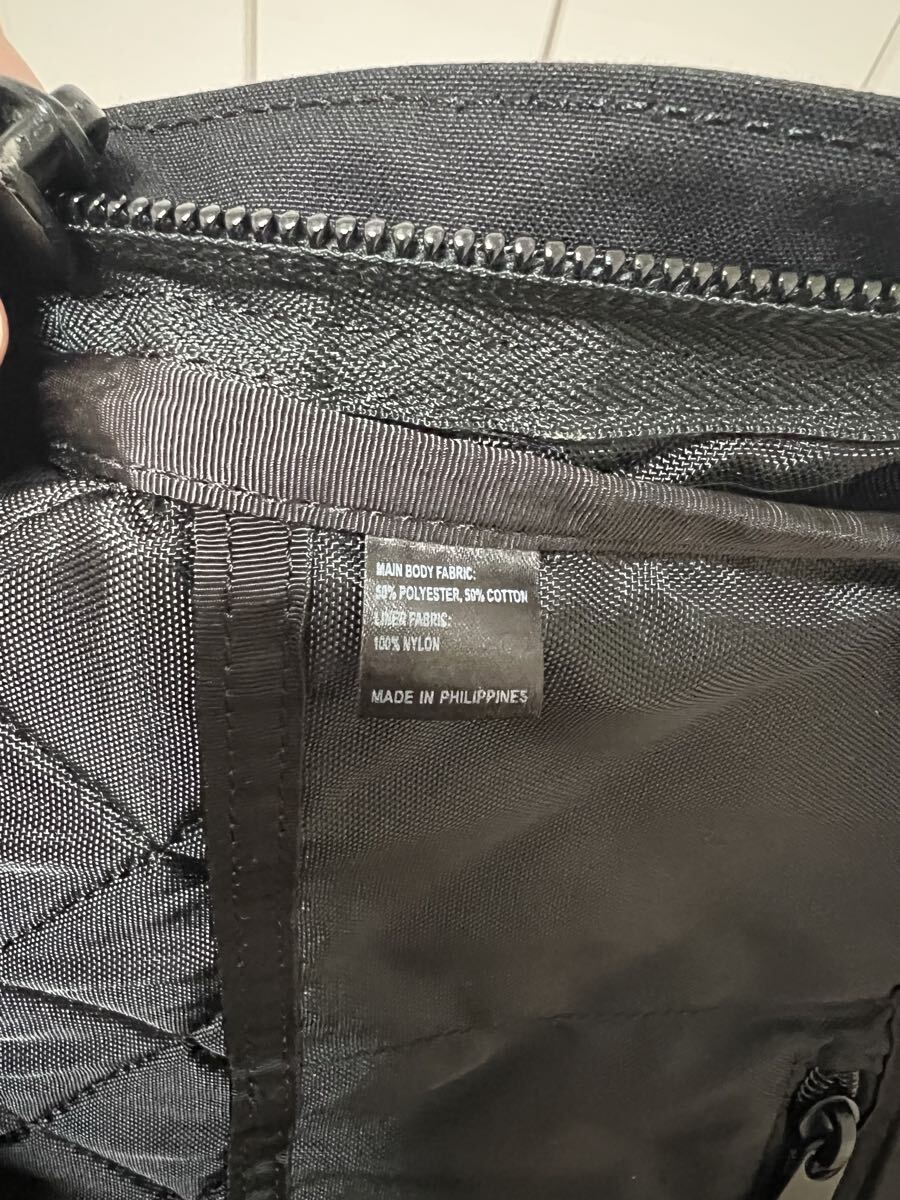 MAIN BODY FABRIC:
50% POLYESTER, 50% COTTON
LINER FABRIC:
100% NYLON
MADE IN PHILIPPINES